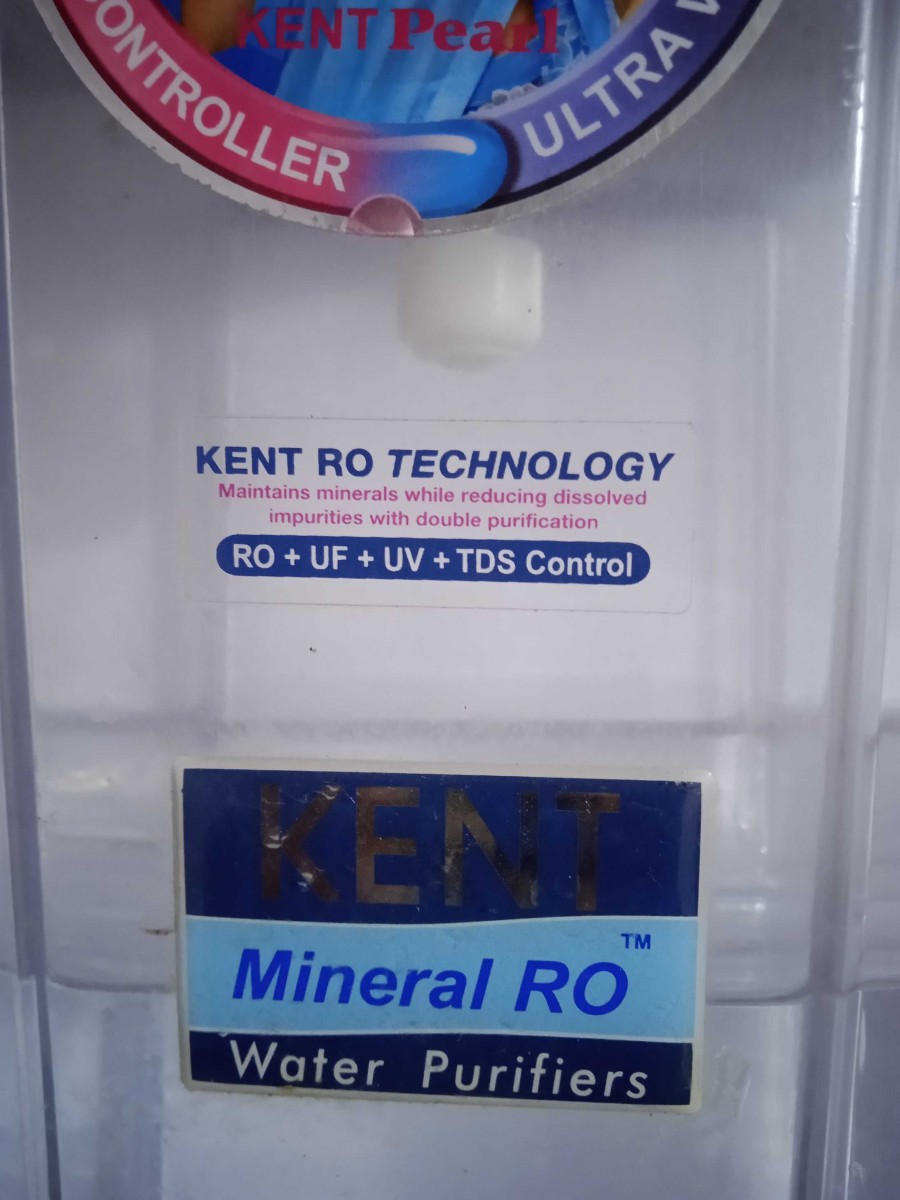 KENT Pearl
CONTROLLER
ULTRA
KENT RO TECHNOLOGY
Maintains minerals while reducing dissolved
impurities with double purification
RO + UF + UV + TDS Control
KENT
Mineral RO™
Water Purifiers